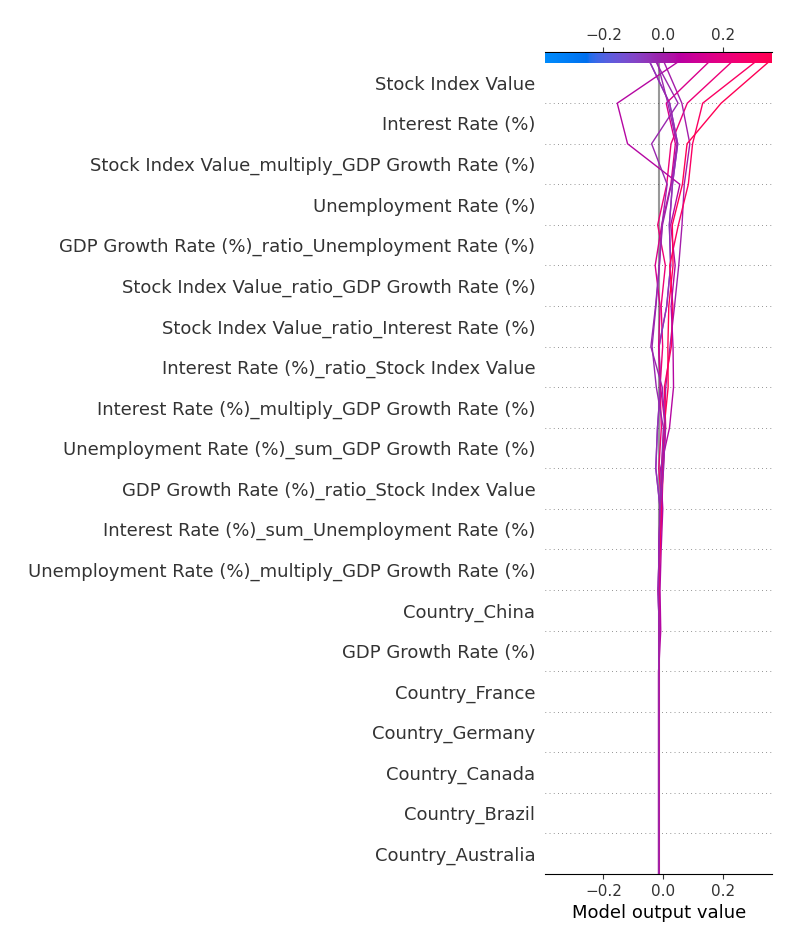 −0.2 0.0 0.2
Stock Index Value
Interest Rate (%)
Stock Index Value_multiply_GDP Growth Rate (%)
Unemployment Rate (%)
GDP Growth Rate (%)_ratio_Unemployment Rate (%)
Stock Index Value_ratio_GDP Growth Rate (%)
Stock Index Value_ratio_Interest Rate (%)
Interest Rate (%)_ratio_Stock Index Value
Interest Rate (%)_multiply_GDP Growth Rate (%)
Unemployment Rate (%)_sum_GDP Growth Rate (%)
GDP Growth Rate (%)_ratio_Stock Index Value
Interest Rate (%)_sum_Unemployment Rate (%)
Unemployment Rate (%)_multiply_GDP Growth Rate (%)
Country_China
GDP Growth Rate (%)
Country_France
Country_Germany
Country_Canada
Country_Brazil
Country_Australia
−0.2 0.0 0.2
Model output value